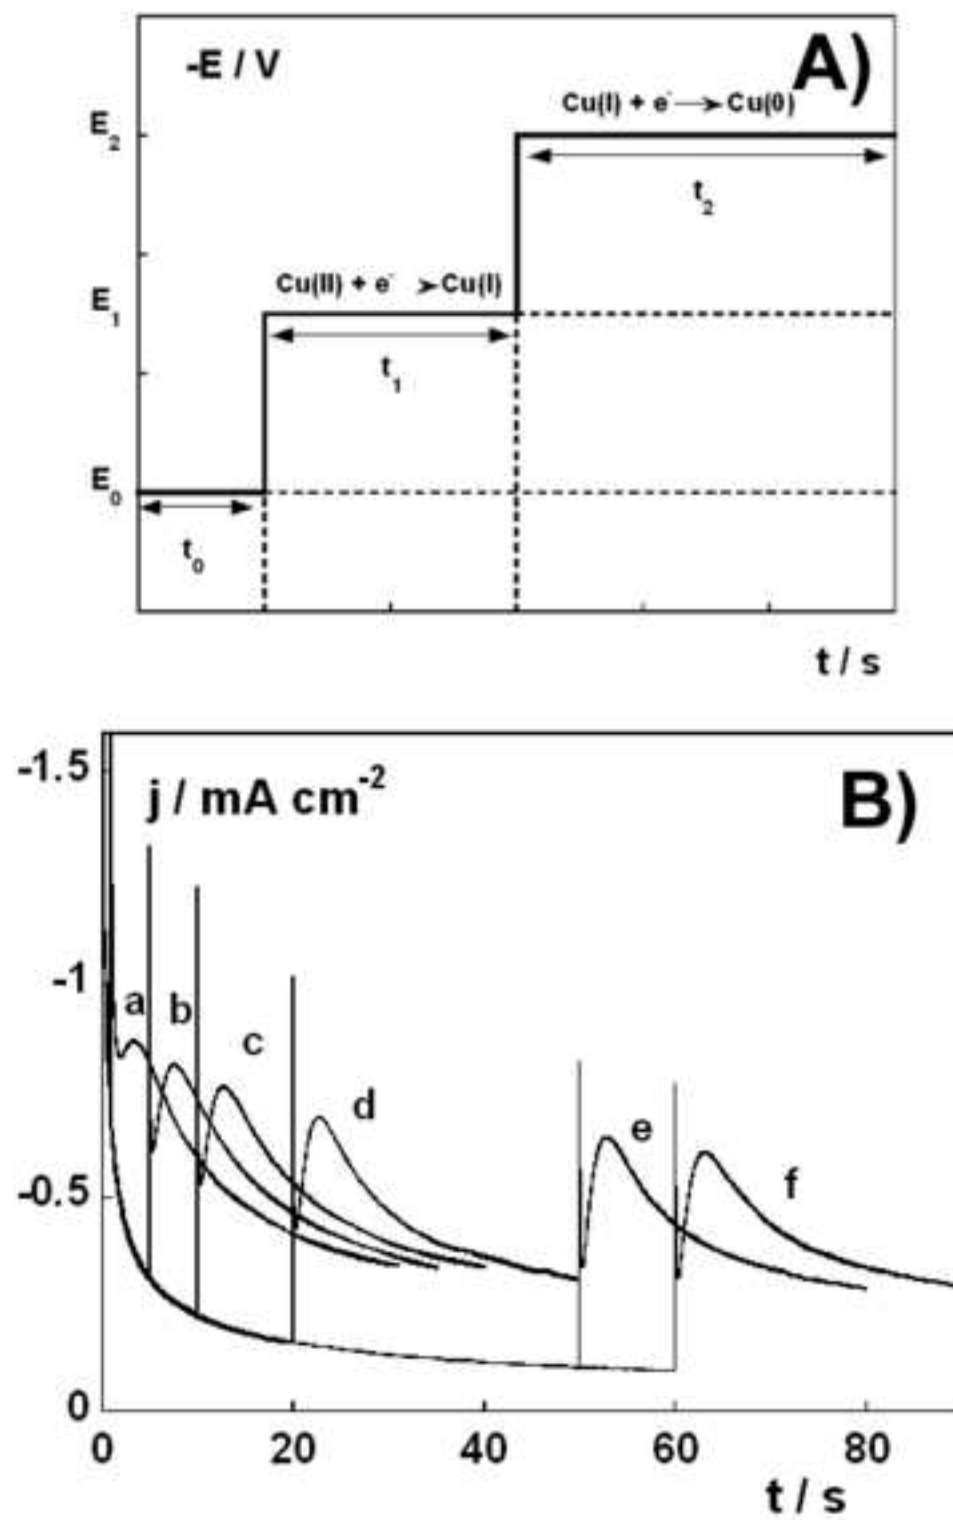 A)
-E / V
Cu(I) + e⁻ → Cu(0)
E₂
t₂
Cu(II) + e⁻ > Cu(I)
E₁
t₁
E₀
t₀
t / s
B)
j / mA cm⁻²
-1.5
-1
-0.5
0
a
b
c
d
e
f
0 20 40 60 80
t / s